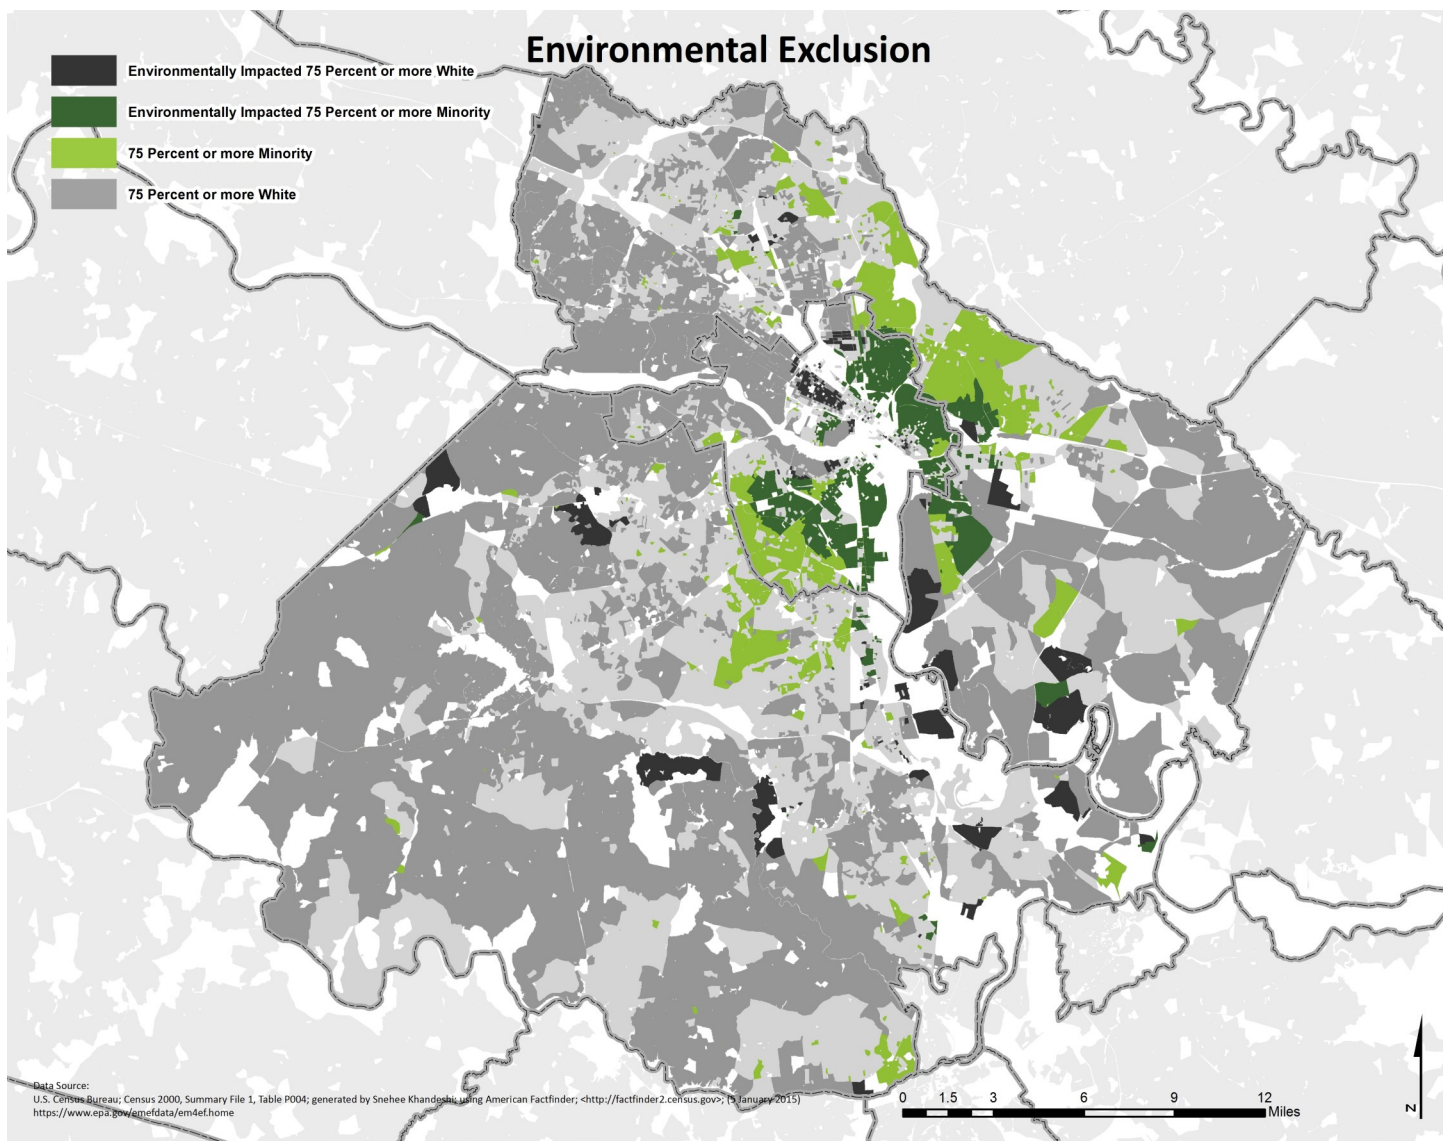 Environmental Exclusion
Environmentally Impacted 75 Percent or more White
Environmentally Impacted 75 Percent or more Minority
75 Percent or more Minority
75 Percent or more White
Data Source:
U.S. Census Bureau; Census 2000, Summary File 1, Table P004; generated by Snehee Khandeshi; using American Factfinder; <http://factfinder2.census.gov>; (5 January 2015)
https://www.epa.gov/emefdata/em4ef.home
0 1.5 3 6 9 12
Miles
N